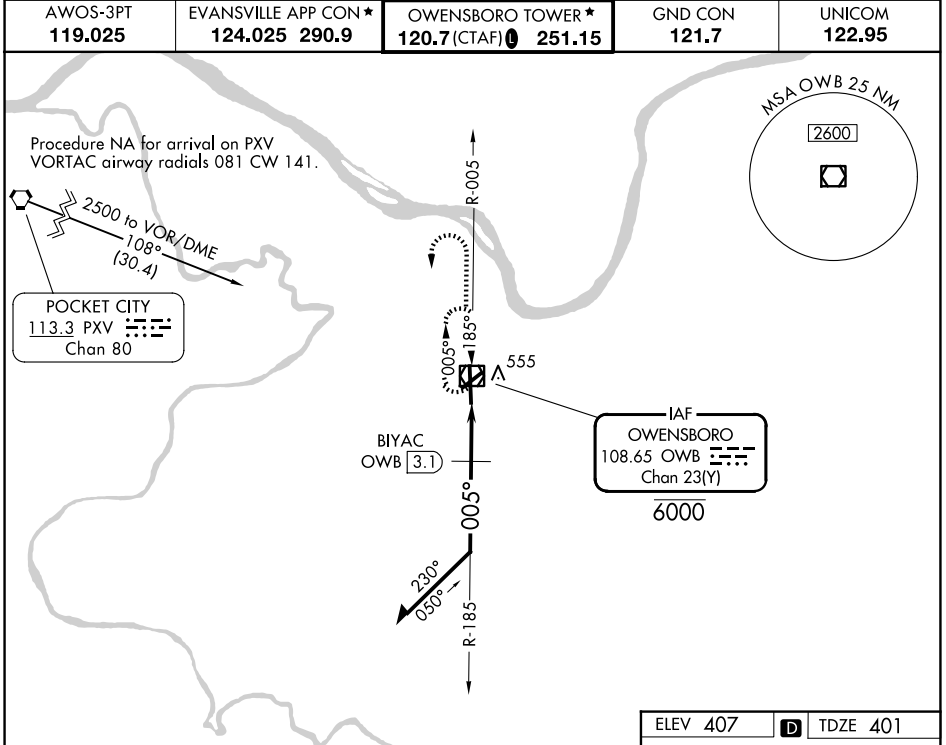 AWOS-3PT
119.025
EVANSVILLE APP CON ★
124.025 290.9
OWENSBORO TOWER ★
120.7 (CTAF) L 251.15
GND CON
121.7
UNICOM
122.95
Procedure NA for arrival on PXV
VORTAC airway radials 081 CW 141.
MSA OWB 25 NM
2600
2500 to VOR/DME
108°
(30.4)
POCKET CITY
113.3 PXV
Chan 80
R-005
005°
185°
555
IAF
OWENSBORO
108.65 OWB
Chan 23(Y)
6000
BIYAC
OWB 3.1
005°
230°
050°
R-185
ELEV 407 D TDZE 401